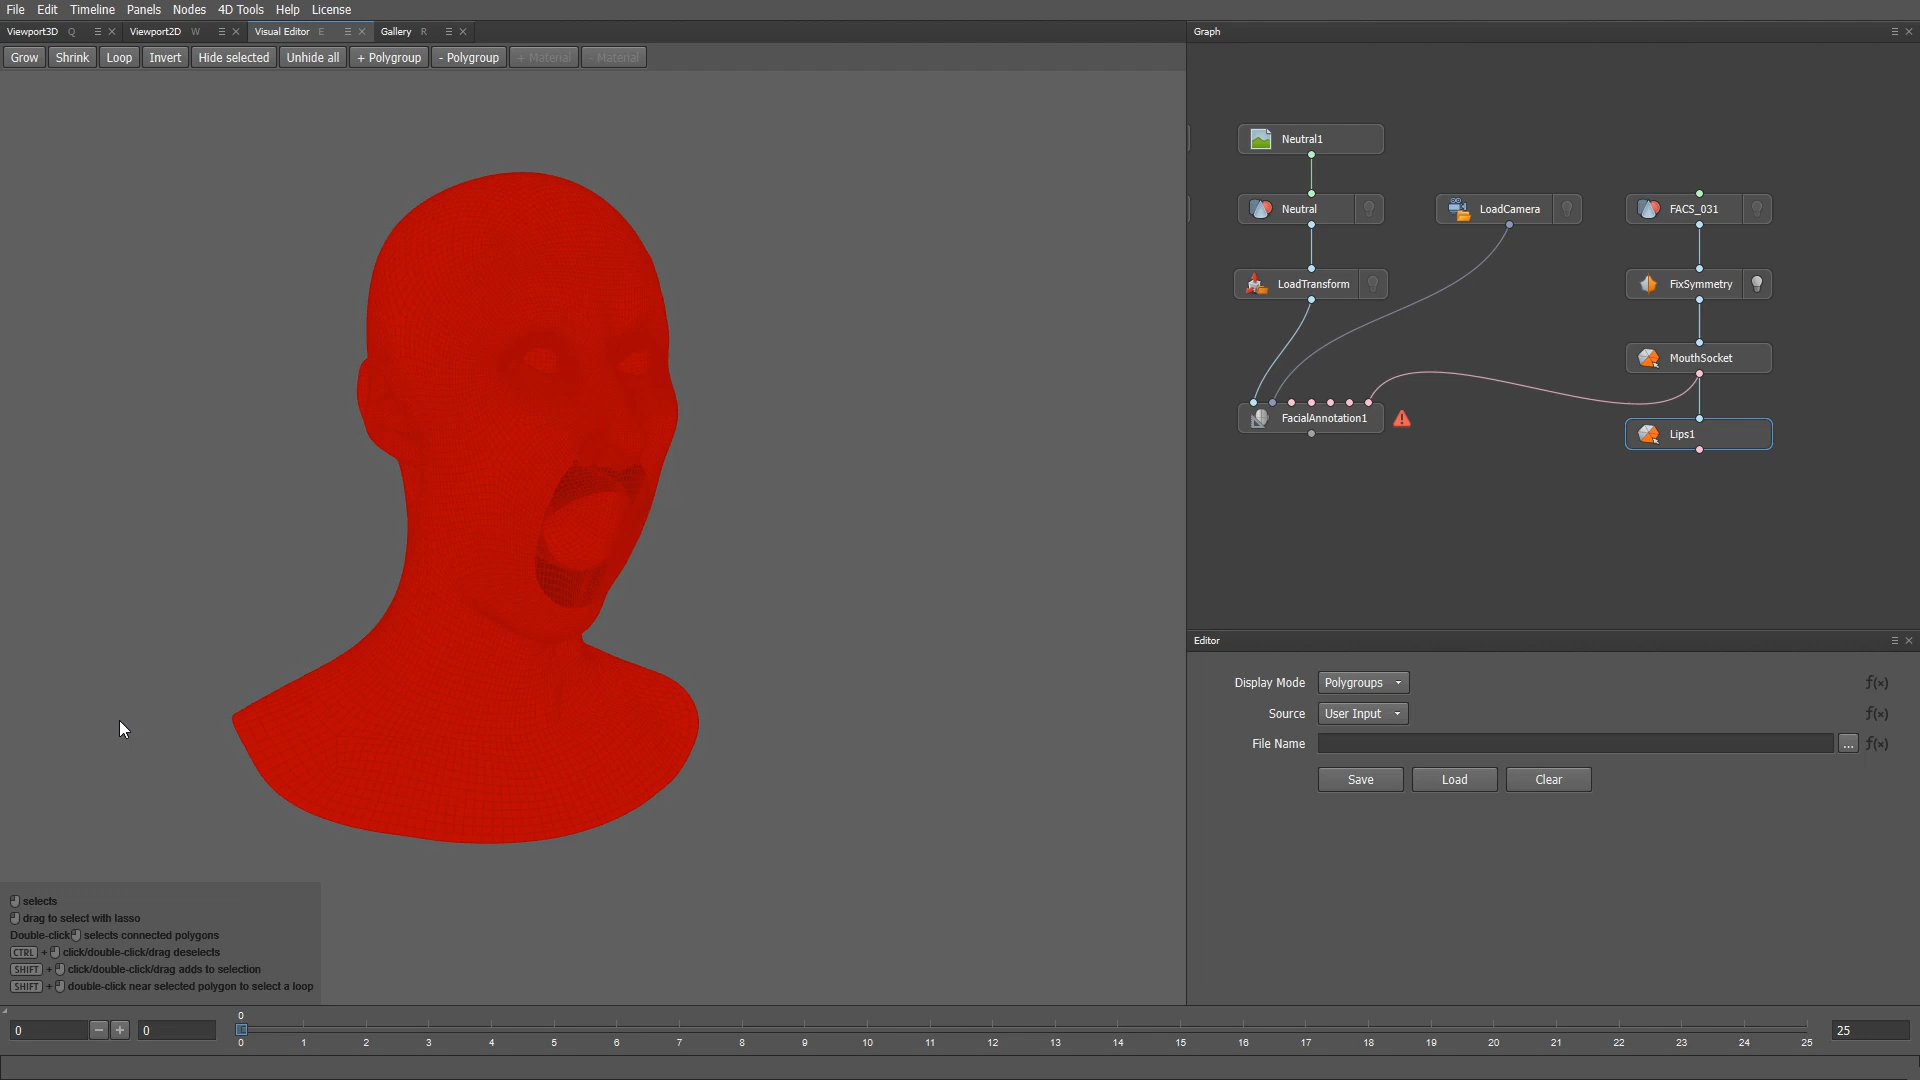 File Edit Timeline Panels Nodes 4D Tools Help License
Viewport3D Q Viewport2D W Visual Editor E Gallery R
Grow Shrink Loop Invert Hide selected Unhide all + Polygroup - Polygroup + Material - Material
selects
drag to select with lasso
Double-click selects connected polygons
CTRL + click/double-click/drag deselects
SHIFT + click/double-click/drag adds to selection
SHIFT + double-click near selected polygon to select a loop
Graph
Neutral1
Neutral LoadCamera FACS_031
LoadTransform FixSymmetry
MouthSocket
FacialAnnotation1
Lips1
Editor
Display Mode Polygroups f(x)
Source User Input f(x)
File Name ... f(x)
Save Load Clear
0
0 − + 0 25
0 1 2 3 4 5 6 7 8 9 10 11 12 13 14 15 16 17 18 19 20 21 22 23 24 25